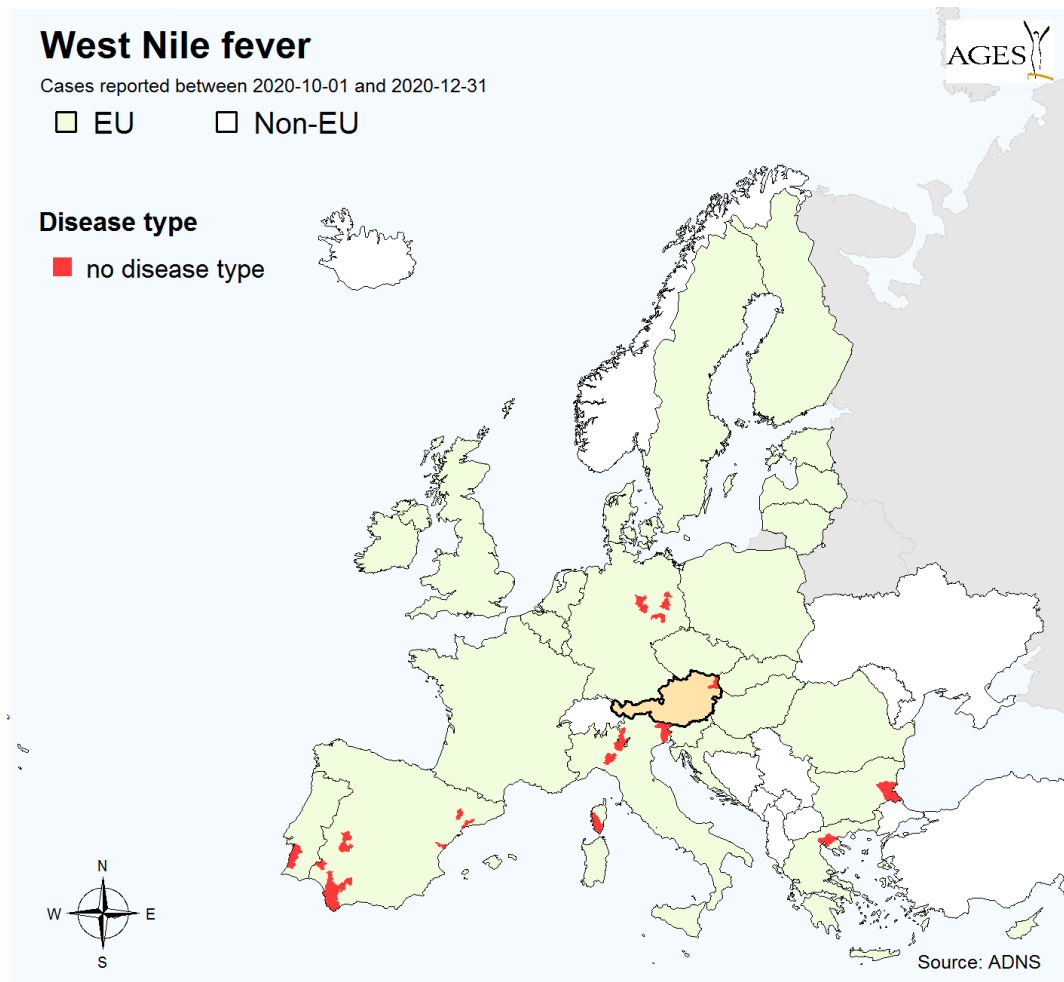 West Nile fever
Cases reported between 2020-10-01 and 2020-12-31
EU Non-EU
AGES
Disease type
no disease type
N
W E
S
Source: ADNS